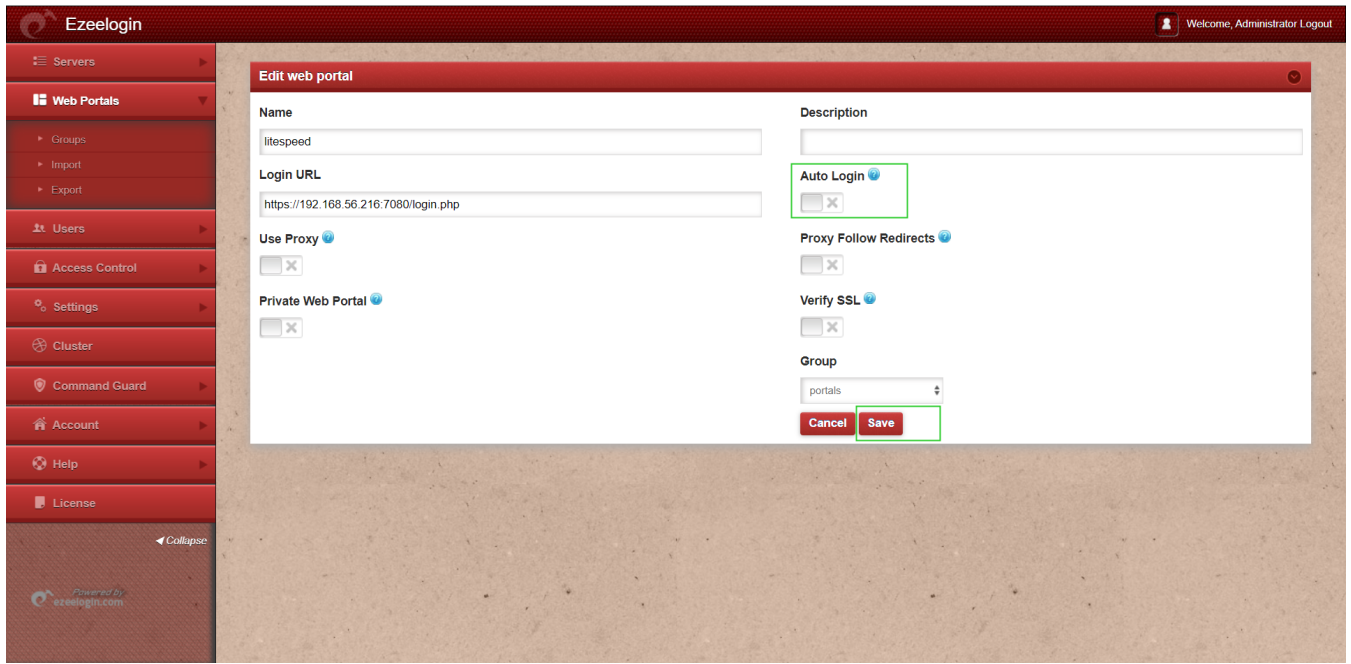 Ezeelogin
Welcome, Administrator Logout
Servers
Web Portals
Groups
Import
Export
Users
Access Control
Settings
Cluster
Command Guard
Account
Help
License
Collapse
Powered by
ezeelogin.com
Edit web portal
Name
litespeed
Description
Login URL
https://192.168.56.216:7080/login.php
Auto Login
Use Proxy
Proxy Follow Redirects
Private Web Portal
Verify SSL
Group
portals
Cancel Save